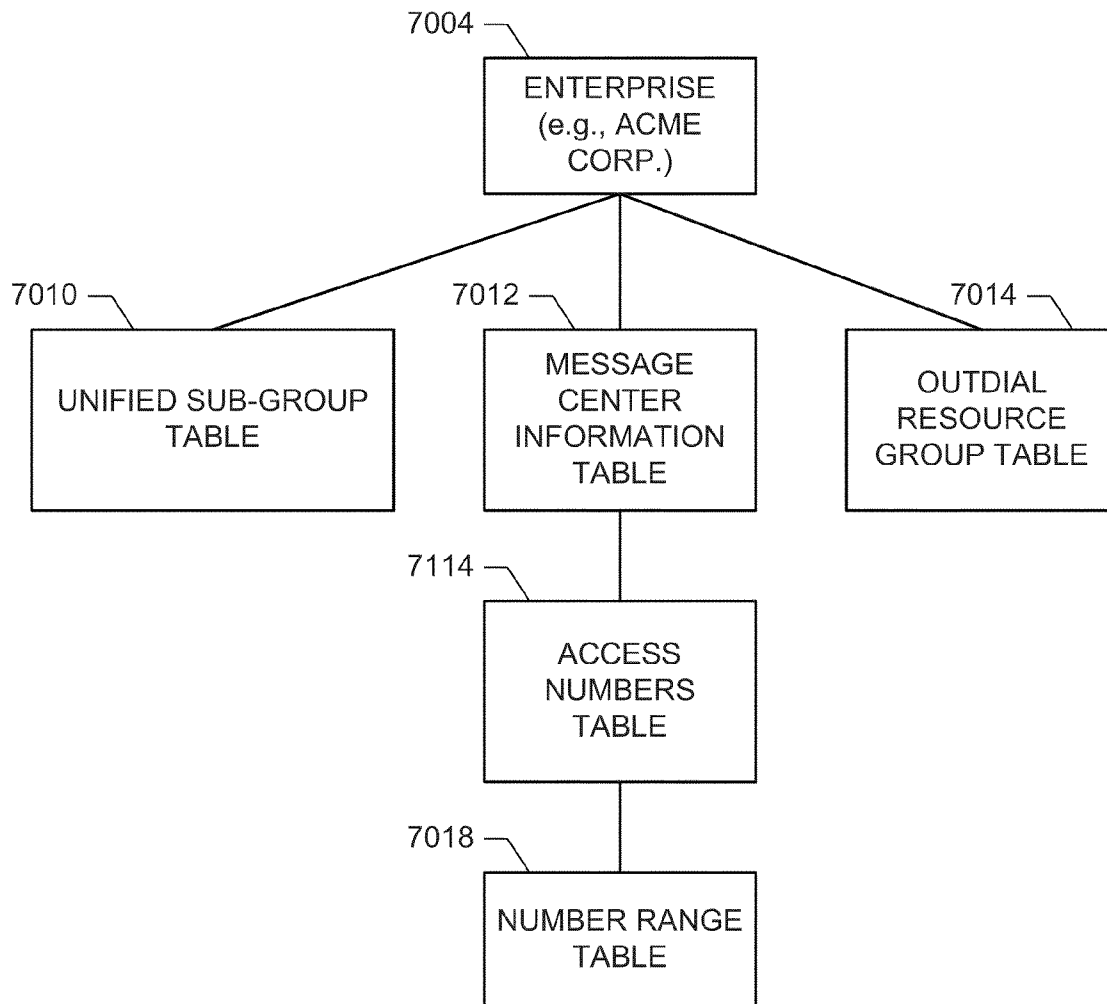 7004
ENTERPRISE
(e.g., ACME
CORP.)
7010
7012
7014
UNIFIED SUB-GROUP
TABLE
MESSAGE
CENTER
INFORMATION
TABLE
OUTDIAL
RESOURCE
GROUP TABLE
7114
ACCESS
NUMBERS
TABLE
7018
NUMBER RANGE
TABLE